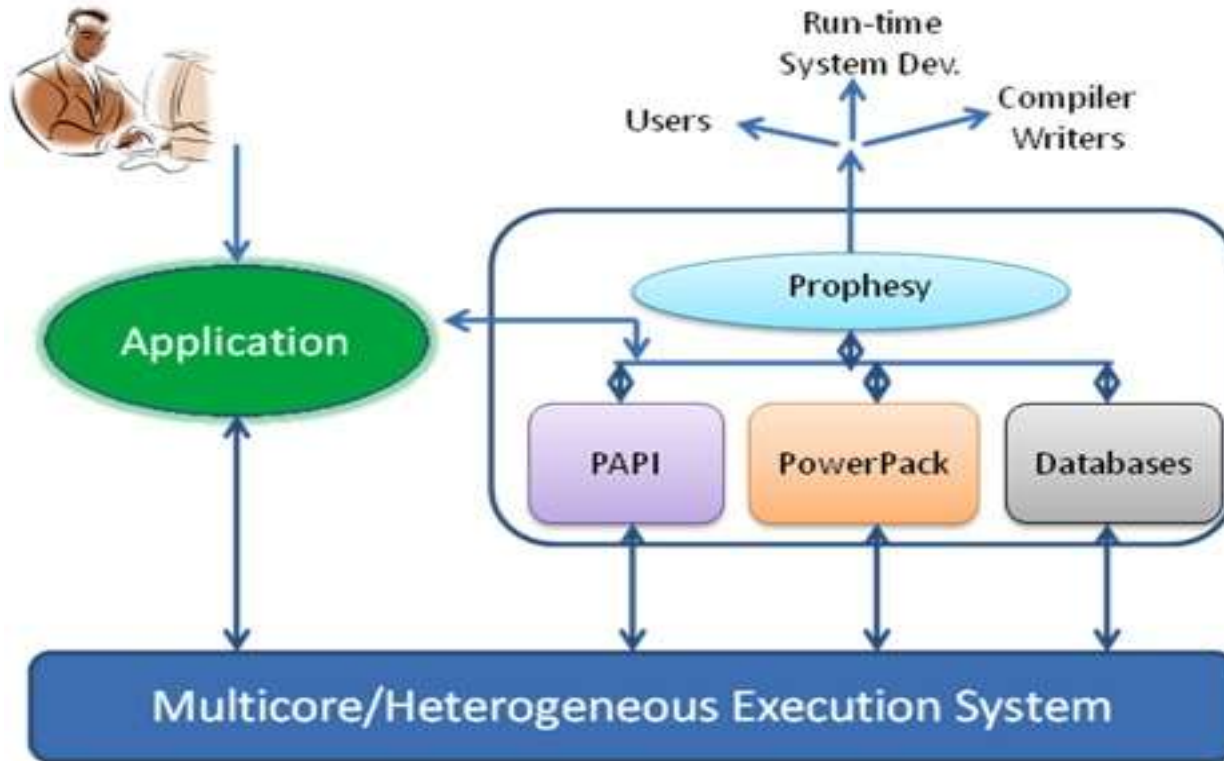 Run-time
System Dev.
Users
Compiler
Writers
Prophesy
Application
PAPI
PowerPack
Databases
Multicore/Heterogeneous Execution System